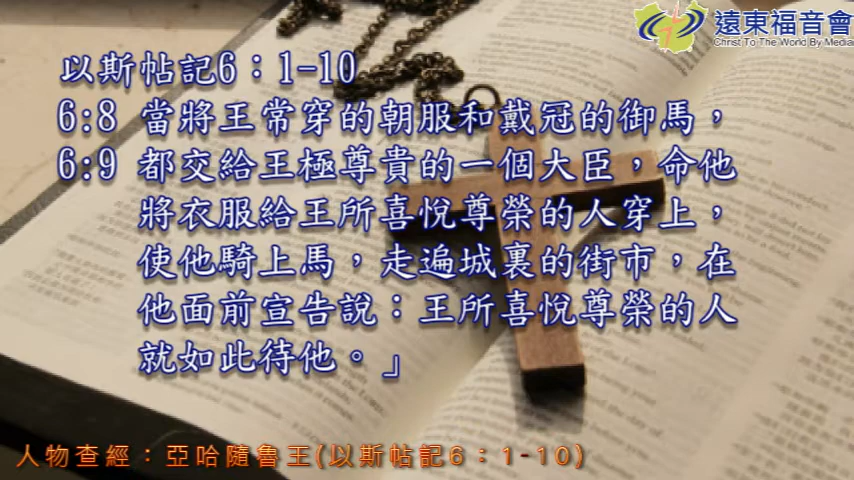 遠東福音會
Christ To The World By Media
以斯帖記6：1-10
6:8 當將王常穿的朝服和戴冠的御馬，
6:9 都交給王極尊貴的一個大臣，命他
將衣服給王所喜悅尊榮的人穿上，
使他騎上馬，走遍城裏的街市，在
他面前宣告說：王所喜悅尊榮的人
就如此待他。」
人物查經：亞哈隨魯王(以斯帖記6：1-10)